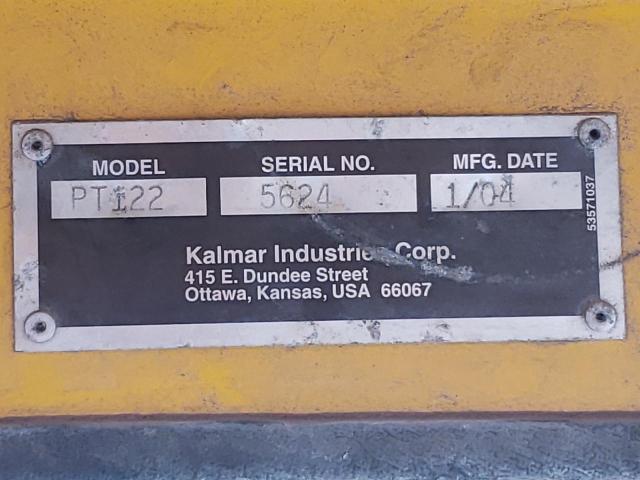 MODEL SERIAL NO. MFG. DATE
PT122 5624 1/04
Kalmar Industries Corp.
415 E. Dundee Street
Ottawa, Kansas, USA 66067
53571037